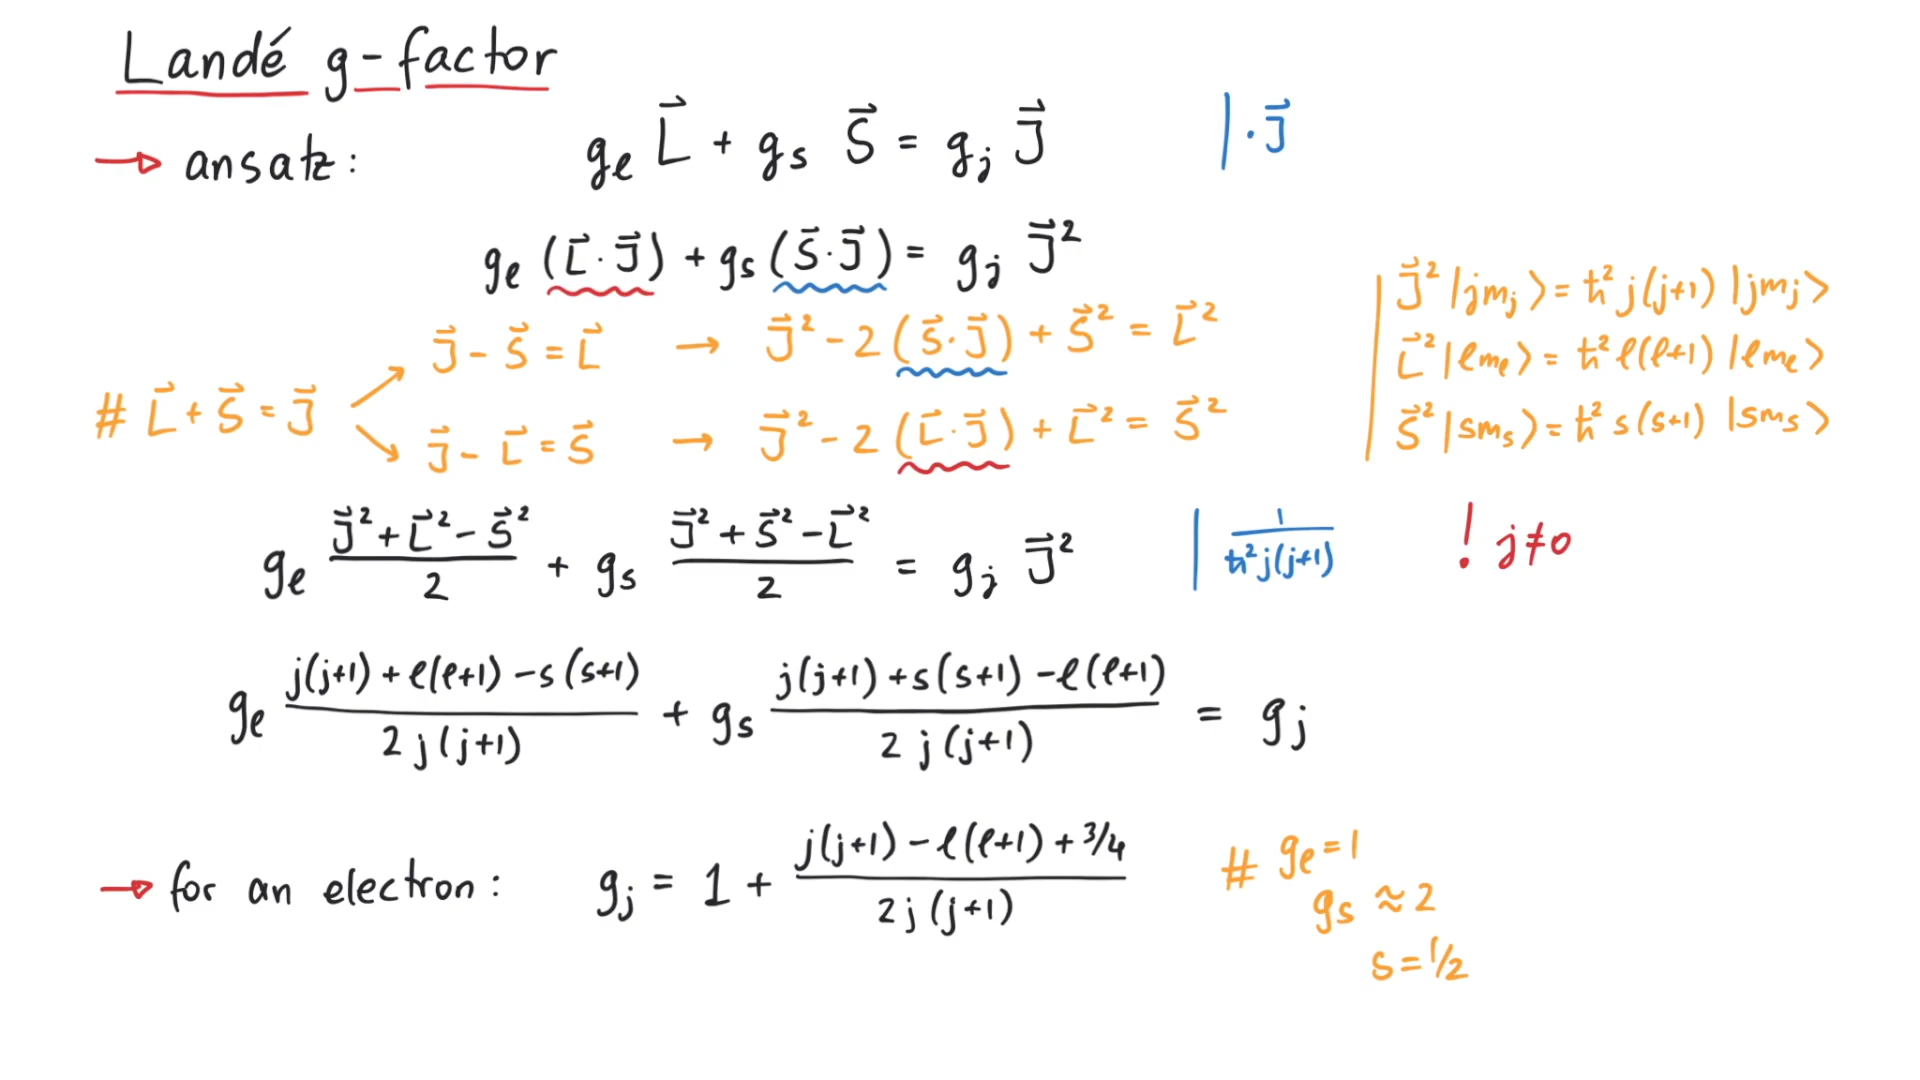 Landé g-factor
→ ansatz: gₗ L⃗ + gₛ S⃗ = gⱼ J⃗ | · J⃗
gₗ (L⃗ · J⃗) + gₛ (S⃗ · J⃗) = gⱼ J⃗²
J⃗² |jmⱼ⟩ = ħ² j(j+1) |jmⱼ⟩
J⃗ − S⃗ = L⃗ → J⃗² − 2 (S⃗ · J⃗) + S⃗² = L⃗²
L⃗² |ℓmₗ⟩ = ħ² ℓ(ℓ+1) |ℓmₗ⟩
# L⃗ + S⃗ = J⃗
J⃗ − L⃗ = S⃗ → J⃗² − 2 (L⃗ · J⃗) + L⃗² = S⃗²
S⃗² |smₛ⟩ = ħ² s(s+1) |smₛ⟩
gₗ (J⃗² + L⃗² − S⃗²)/2 + gₛ (J⃗² + S⃗² − L⃗²)/2 = gⱼ J⃗² | 1/(ħ² j(j+1)) ! j≠0
gₗ (j(j+1) + ℓ(ℓ+1) − s(s+1))/(2 j(j+1)) + gₛ (j(j+1) + s(s+1) − ℓ(ℓ+1))/(2 j(j+1)) = gⱼ
→ for an electron: gⱼ = 1 + (j(j+1) − ℓ(ℓ+1) + 3/4)/(2j(j+1)) # gₗ = 1
gₛ ≈ 2
s = 1/2